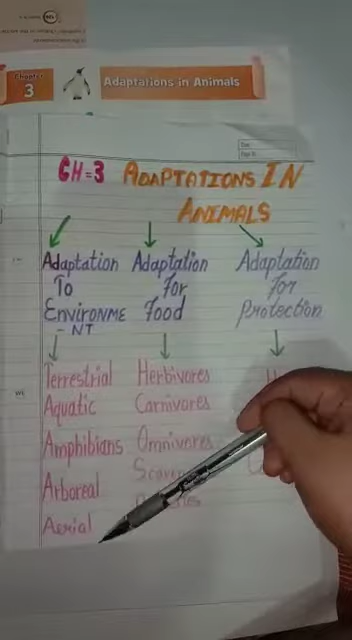 Chapter
3
Adaptations in Animals
CH=3 ADAPTATIONS IN
ANIMALS
Adaptation
To
ENVIRONME
-NT
Terrestrial
Aquatic
Amphibians
Arboreal
Aerial
Adaptation
For
Food
Herbivores
Carnivores
Omnivores
Adaptation
For
Protection